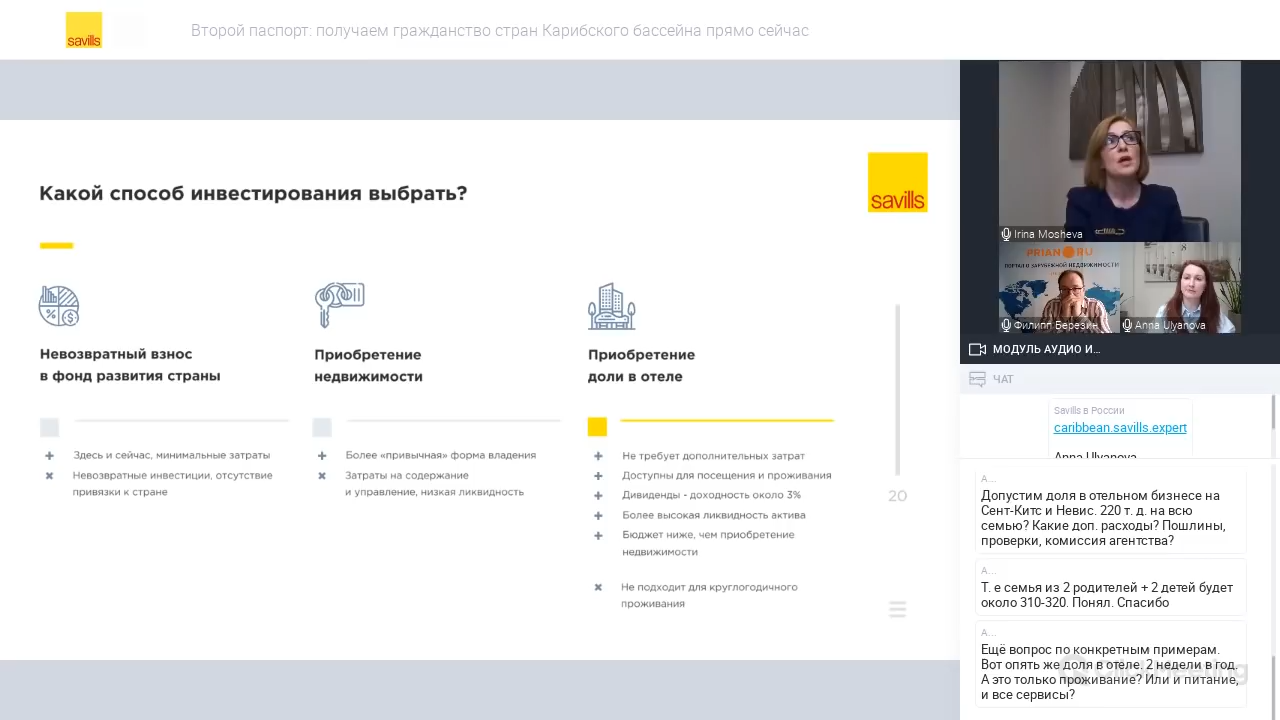 savills
Второй паспорт: получаем гражданство стран Карибского бассейна прямо сейчас
Какой способ инвестирования выбрать?
savills
Невозвратный взнос
в фонд развития страны
Здесь и сейчас, минимальные затраты
Невозвратные инвестиции, отсутствие
привязки к стране
Приобретение
недвижимости
Более «привычная» форма владения
Затраты на содержание
и управление, низкая ликвидность
Приобретение
доли в отеле
Не требует дополнительных затрат
Доступны для посещения и проживания
Дивиденды - доходность около 3%
Более высокая ликвидность актива
Бюджет ниже, чем приобретение
недвижимости
Не подходит для круглогодичного
проживания
20
Irina Mosheva
PRIAN RU
ПОРТАЛ О ЗАРУБЕЖНОЙ НЕДВИЖИМОСТИ
Филипп Березин
Anna Ulyanova
МОДУЛЬ АУДИО И...
ЧАТ
Savills в России
caribbean.savills.expert
Anna Ulyanova
А...
Допустим доля в отельном бизнесе на
Сент-Китс и Невис. 220 т. д. на всю
семью? Какие доп. расходы? Пошлины,
проверки, комиссия агентства?
А...
Т. е семья из 2 родителей + 2 детей будет
около 310-320. Понял. Спасибо
А...
Ещё вопрос по конкретным примерам.
Вот опять же доля в отеле. 2 недели в год.
А это только проживание? Или и питание,
и все сервисы?